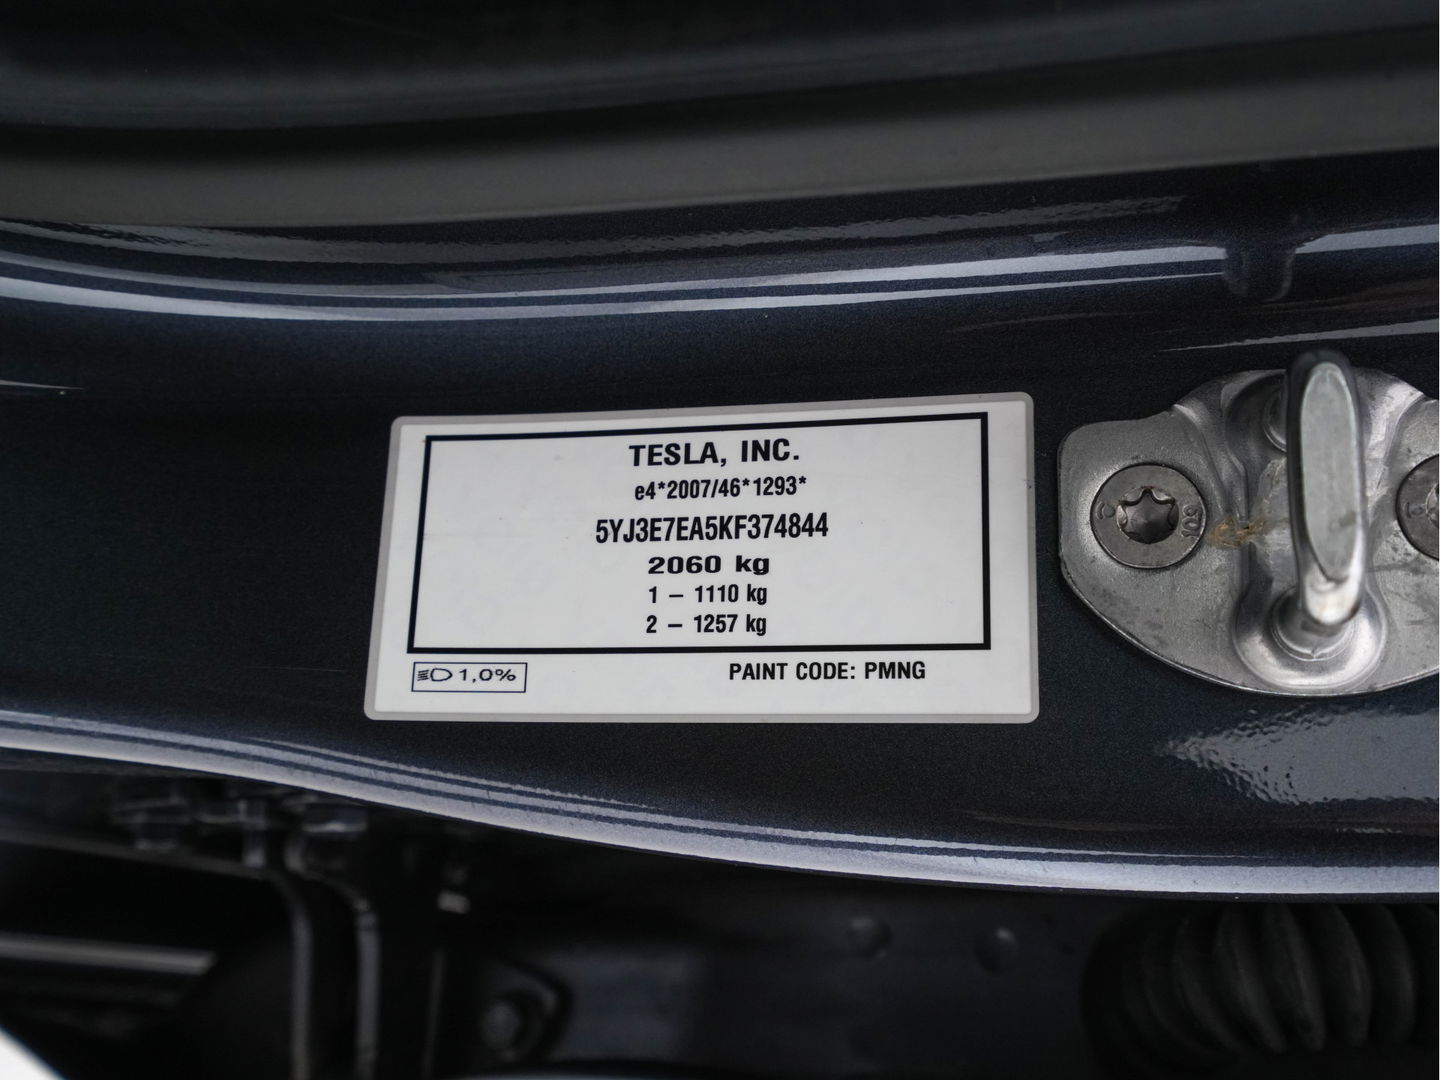 TESLA, INC.
e4*2007/46*1293*
5YJ3E7EA5KF374844
2060 kg
1 – 1110 kg
2 – 1257 kg
1,0%
PAINT CODE: PMNG
109